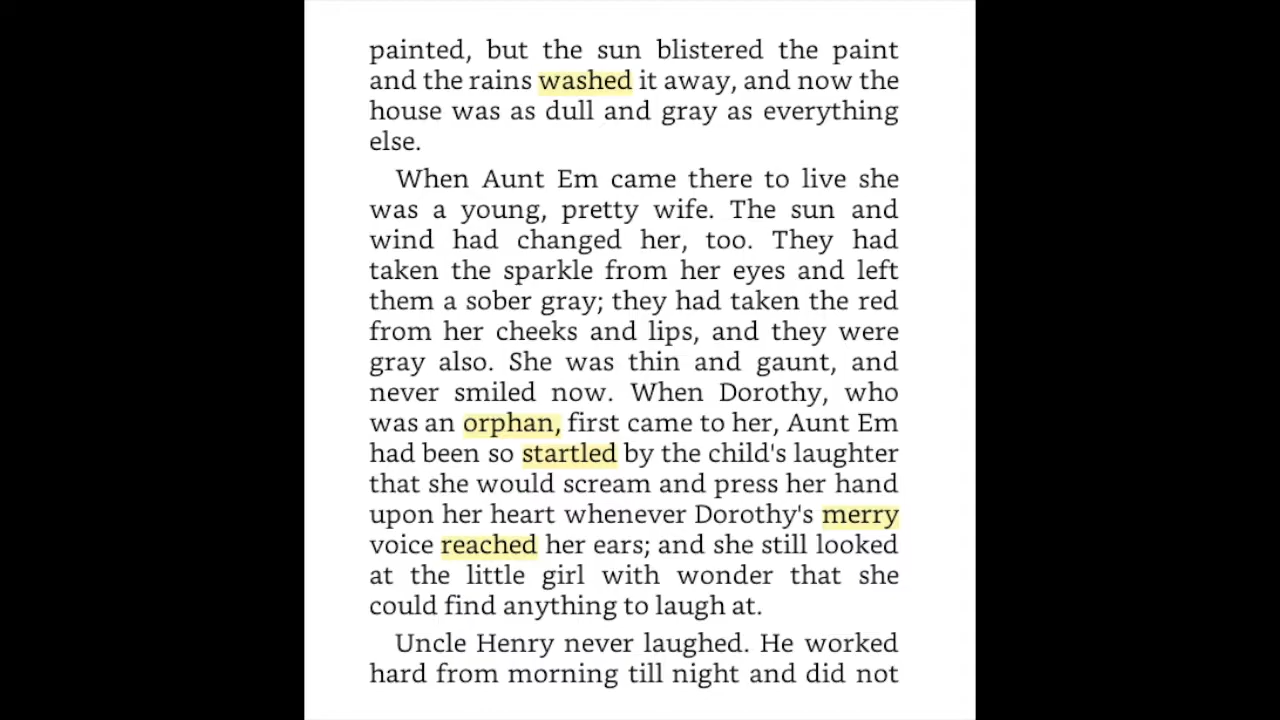 painted, but the sun blistered the paint
and the rains washed it away, and now the
house was as dull and gray as everything
else.
When Aunt Em came there to live she
was a young, pretty wife. The sun and
wind had changed her, too. They had
taken the sparkle from her eyes and left
them a sober gray; they had taken the red
from her cheeks and lips, and they were
gray also. She was thin and gaunt, and
never smiled now. When Dorothy, who
was an orphan, first came to her, Aunt Em
had been so startled by the child's laughter
that she would scream and press her hand
upon her heart whenever Dorothy's merry
voice reached her ears; and she still looked
at the little girl with wonder that she
could find anything to laugh at.
Uncle Henry never laughed. He worked
hard from morning till night and did not